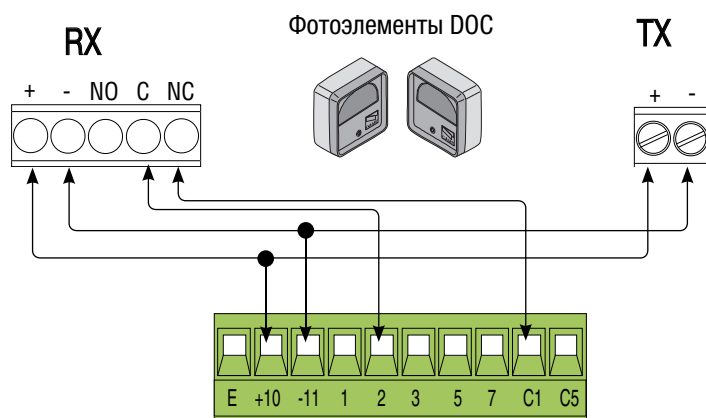 Фотоэлементы DOC
RX
TX
+ - NO C NC
+ -
E +10 -11 1 2 3 5 7 C1 C5